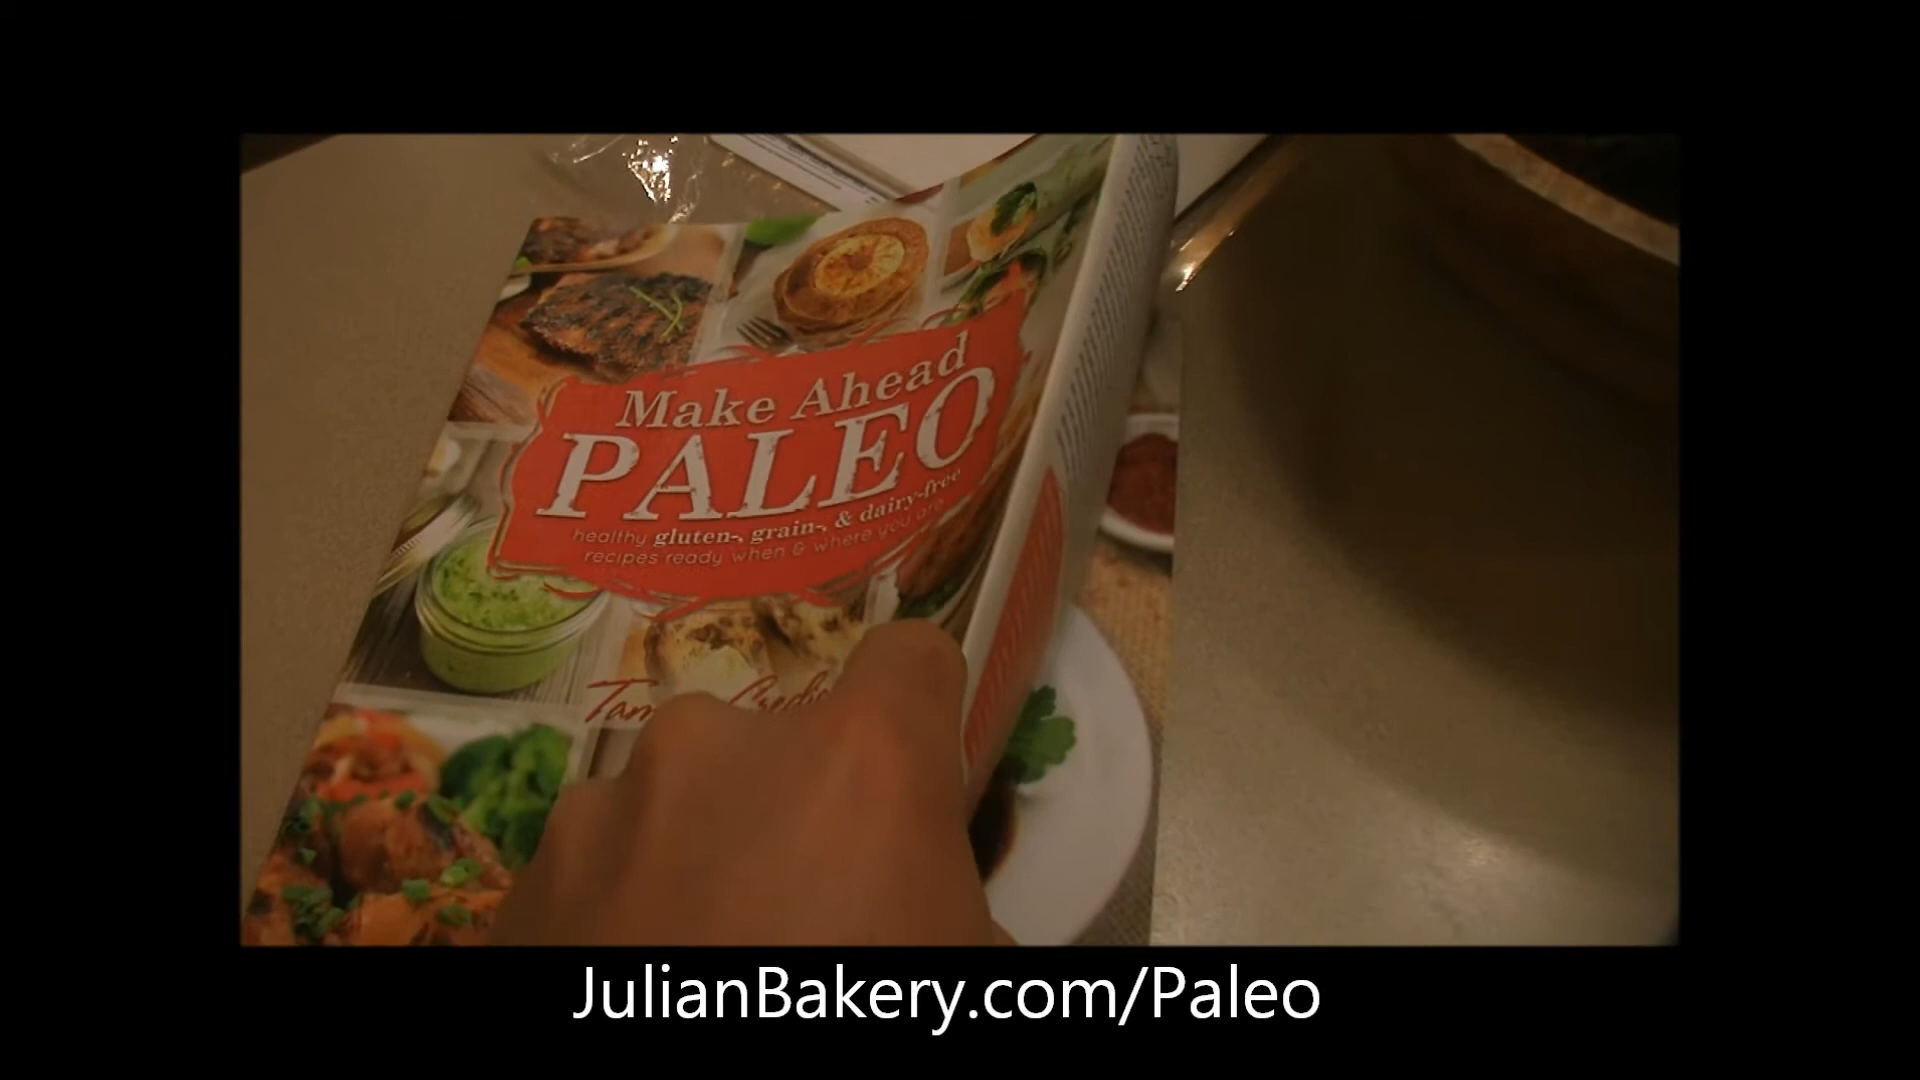 Make Ahead
PALEO
healthy gluten-, grain-, & dairy-free
recipes ready when & where you are
JulianBakery.com/Paleo